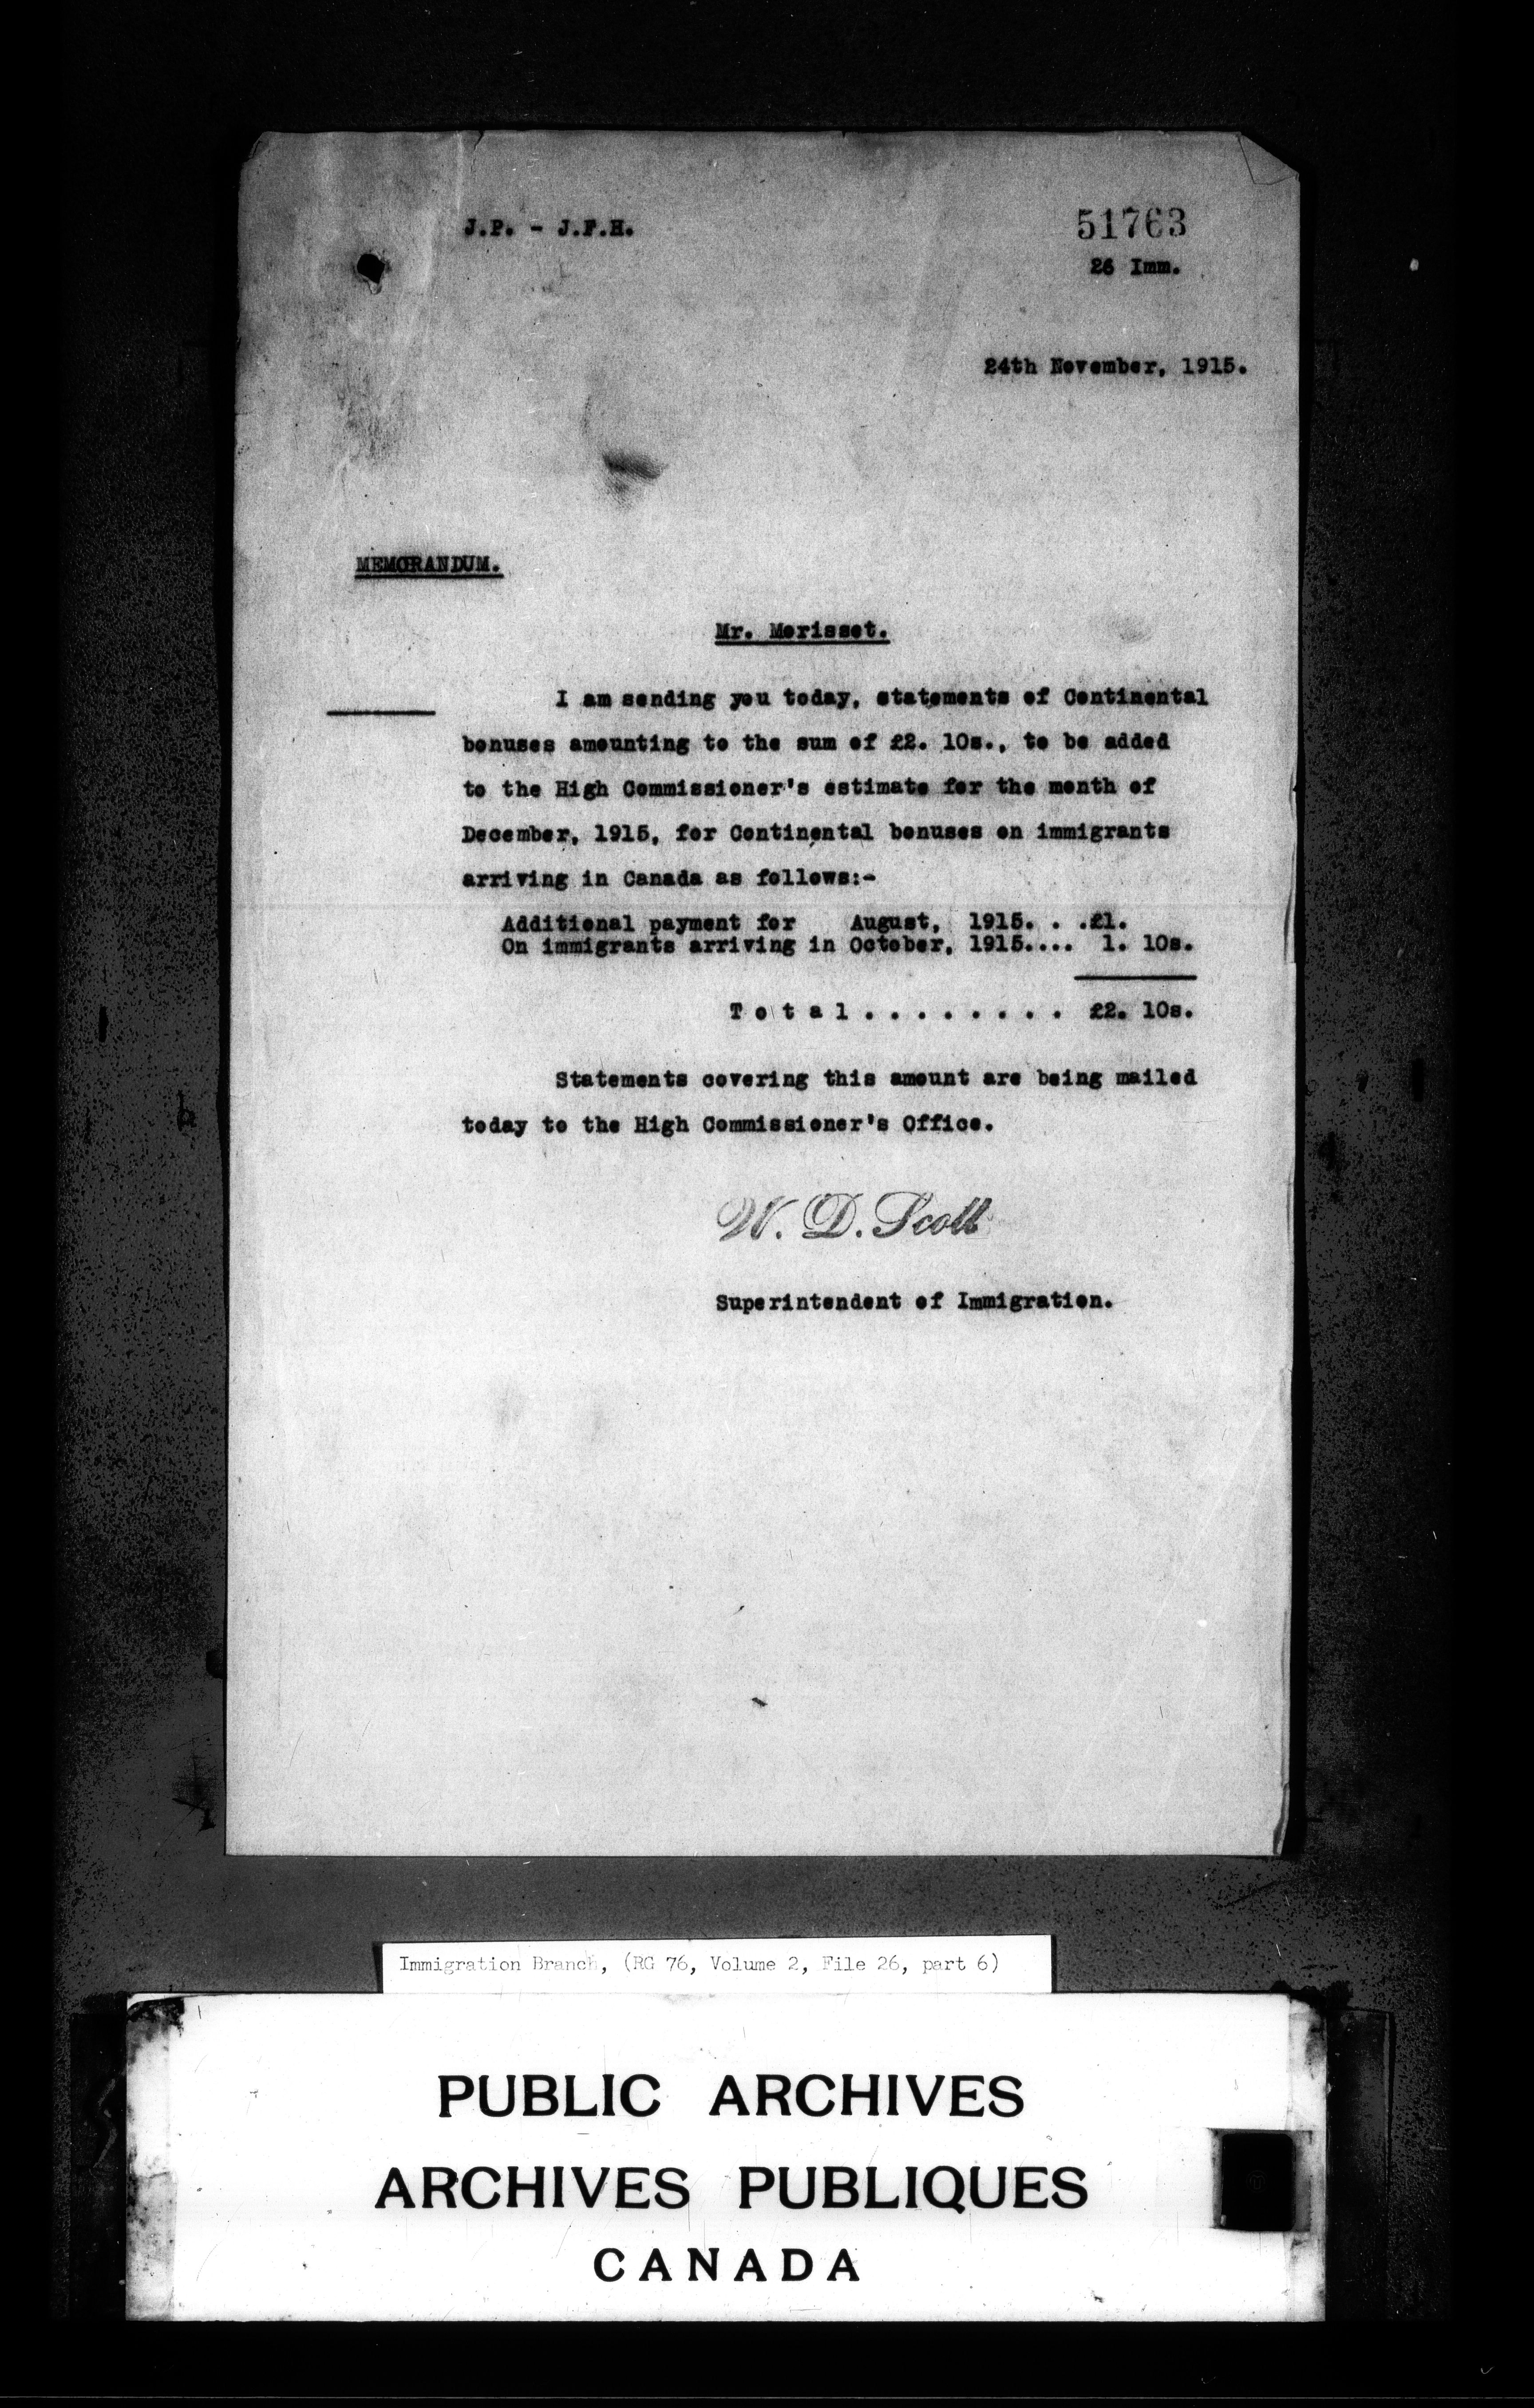 J.P. - J.F.H.
51763
26 Imm.
24th November, 1915.
MEMORANDUM.
Mr. Morisset.
I am sending you today, statements of Continental
bonuses amounting to the sum of £2. 10s., to be added
to the High Commissioner's estimate for the month of
December, 1915, for Continental bonuses on immigrants
arriving in Canada as follows:-
Additional payment for August, 1915. . .£1.
On immigrants arriving in October, 1915.... 1. 10s.
T o t a l . . . . . . . . £2. 10s.
Statements covering this amount are being mailed
today to the High Commissioner's Office.
W. D. Scott
Superintendent of Immigration.
Immigration Branch, (RG 76, Volume 2, File 26, part 6)
PUBLIC ARCHIVES
ARCHIVES PUBLIQUES
CANADA